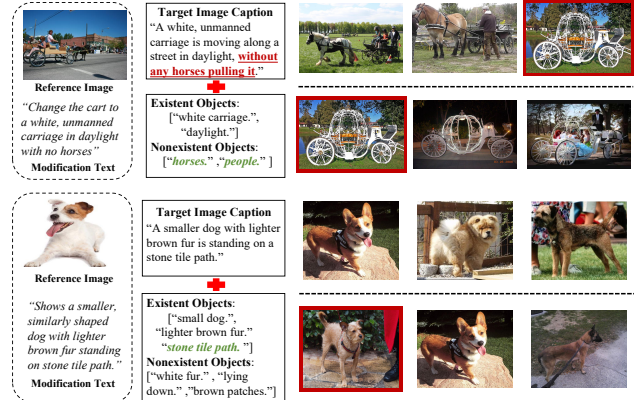 Reference Image
"Change the cart to
a white, unmanned
carriage in daylight
with no horses"
Modification Text
Target Image Caption
"A white, unmanned
carriage is moving along a
street in daylight, without
any horses pulling it."
Existent Objects:
["white carriage.",
"daylight."]
Nonexistent Objects:
["horses." ,"people." ]
Reference Image
"Shows a smaller,
similarly shaped
dog with lighter
brown fur standing
on stone tile path."
Modification Text
Target Image Caption
"A smaller dog with lighter
brown fur is standing on a
stone tile path."
Existent Objects:
["small dog.",
"lighter brown fur."
"stone tile path. "]
Nonexistent Objects:
["white fur." , "lying
down." ,"brown patches."]